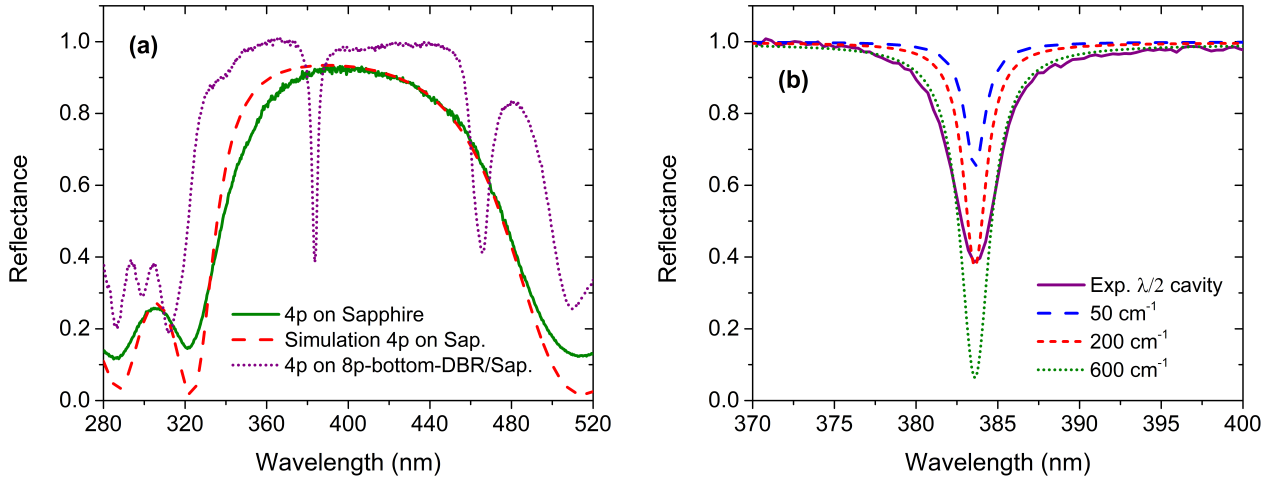 (a)
Reflectance
1.0
0.8
0.6
0.4
0.2
0.0
4p on Sapphire
Simulation 4p on Sap.
4p on 8p-bottom-DBR/Sap.
280 320 360 400 440 480 520
Wavelength (nm)
(b)
Reflectance
1.0
0.8
0.6
0.4
0.2
0.0
Exp. λ/2 cavity
50 cm⁻¹
200 cm⁻¹
600 cm⁻¹
370 375 380 385 390 395 400
Wavelength (nm)